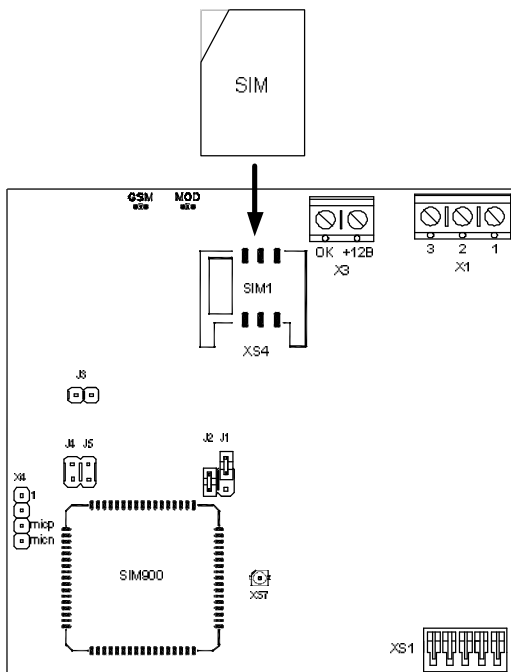 SIM
GSM MOD
OK +12В
X3
3 2 1
X1
SIM1
XS4
J3
J4 J5
J2 J1
X4
1
micp
micn
SIM900
XS7
XS1